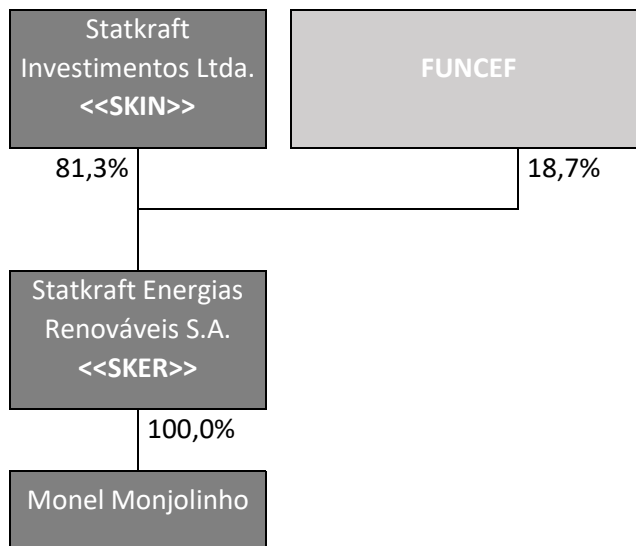 Statkraft
Investimentos Ltda.
<<SKIN>>
FUNCEF
81,3%
18,7%
Statkraft Energias
Renováveis S.A.
<<SKER>>
100,0%
Monel Monjolinho